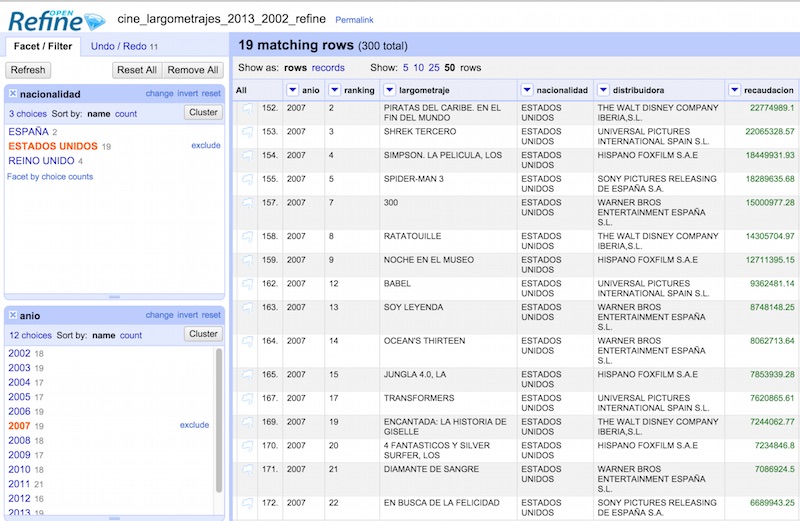 OPEN
Refine cine_largometrajes_2013_2002_refine Permalink
Facet / Filter Undo / Redo 11
Refresh Reset All Remove All
nacionalidad change invert reset
3 choices Sort by: name count Cluster
ESPAÑA 2
ESTADOS UNIDOS 19 exclude
REINO UNIDO 4
Facet by choice counts
anio change invert reset
12 choices Sort by: name count Cluster
2002 18
2003 19
2004 17
2005 17
2006 19
2007 19 exclude
2008 18
2009 17
2010 18
2011 21
2012 16
2013 19
19 matching rows (300 total)
Show as: rows records Show: 5 10 25 50 rows
All anio ranking largometraje nacionalidad distribuidora recaudacion
152. 2007 2 PIRATAS DEL CARIBE. EN EL ESTADOS THE WALT DISNEY COMPANY 22774989.1
FIN DEL MUNDO UNIDOS IBERIA,S.L.
153. 2007 3 SHREK TERCERO ESTADOS UNIVERSAL PICTURES 22065328.57
UNIDOS INTERNATIONAL SPAIN S.L.
154. 2007 4 SIMPSON. LA PELICULA, LOS ESTADOS HISPANO FOXFILM S.A.E 18449931.93
UNIDOS
155. 2007 5 SPIDER-MAN 3 ESTADOS SONY PICTURES RELEASING 18289635.68
UNIDOS DE ESPAÑA S.A.
157. 2007 7 300 ESTADOS WARNER BROS 15000977.28
UNIDOS ENTERTAINMENT ESPAÑA
S.L.
158. 2007 8 RATATOUILLE ESTADOS THE WALT DISNEY COMPANY 14305704.97
UNIDOS IBERIA,S.L.
159. 2007 9 NOCHE EN EL MUSEO ESTADOS HISPANO FOXFILM S.A.E 12711395.15
UNIDOS
162. 2007 12 BABEL ESTADOS UNIVERSAL PICTURES 9362481.14
UNIDOS INTERNATIONAL SPAIN S.L.
163. 2007 13 SOY LEYENDA ESTADOS WARNER BROS 8748148.25
UNIDOS ENTERTAINMENT ESPAÑA
S.L.
164. 2007 14 OCEAN'S THIRTEEN ESTADOS WARNER BROS 8062713.64
UNIDOS ENTERTAINMENT ESPAÑA
S.L.
165. 2007 15 JUNGLA 4.0, LA ESTADOS HISPANO FOXFILM S.A.E 7853939.28
UNIDOS
167. 2007 17 TRANSFORMERS ESTADOS UNIVERSAL PICTURES 7620865.61
UNIDOS INTERNATIONAL SPAIN S.L.
169. 2007 19 ENCANTADA: LA HISTORIA DE ESTADOS THE WALT DISNEY COMPANY 7244062.77
GISELLE UNIDOS IBERIA,S.L.
170. 2007 20 4 FANTASTICOS Y SILVER ESTADOS HISPANO FOXFILM S.A.E 7234846.8
SURFER, LOS UNIDOS
171. 2007 21 DIAMANTE DE SANGRE ESTADOS WARNER BROS 7086924.5
UNIDOS ENTERTAINMENT ESPAÑA
S.L.
172. 2007 22 EN BUSCA DE LA FELICIDAD ESTADOS SONY PICTURES RELEASING 6689943.25
UNIDOS DE ESPAÑA S.A.